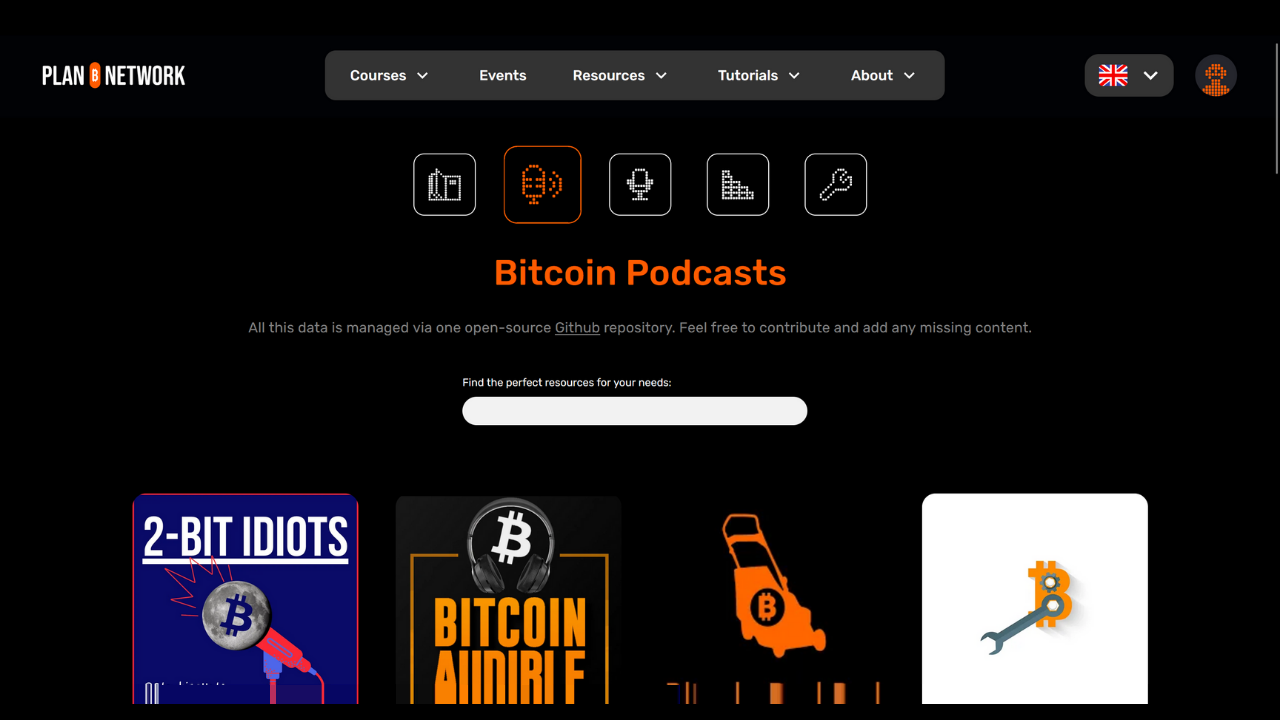 PLAN B NETWORK
Courses
Events
Resources
Tutorials
About
Bitcoin Podcasts
All this data is managed via one open-source Github repository. Feel free to contribute and add any missing content.
Find the perfect resources for your needs:
2-BIT IDIOTS
BITCOIN
AUDIBLE